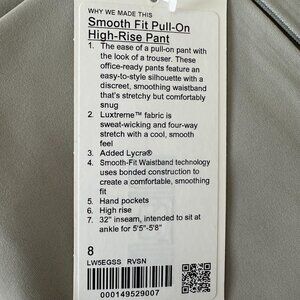 WHY WE MADE THIS
Smooth Fit Pull-On
High-Rise Pant
1. The ease of a pull-on pant with
the look of a trouser. These
office-ready pants feature an
easy-to-style silhouette with a
discreet, smoothing waistband
that's stretchy but comfortably
snug
2. Luxtreme™ fabric is
sweat-wicking and four-way
stretch with a cool, smooth
feel
3. Added Lycra®
4. Smooth-Fit Waistband technology
uses bonded construction to
create a comfortable, smoothing
fit
5. Hand pockets
6. High rise
7. 32" inseam, intended to sit at
ankle for 5'5"-5'8"
8
LW5EGSS RVSN
000149529007